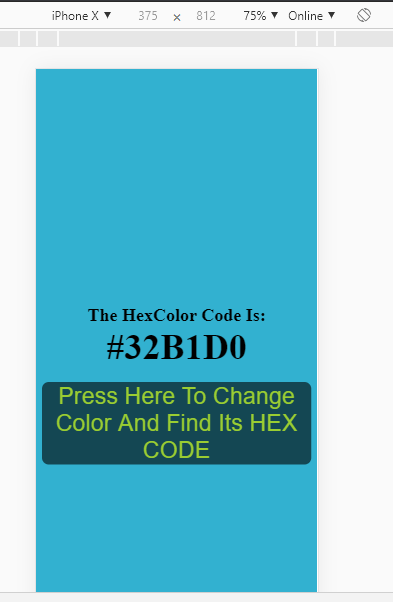 iPhone X ▼ 375 × 812 75% ▼ Online ▼
The HexColor Code Is:
#32B1D0
Press Here To Change
Color And Find Its HEX
CODE